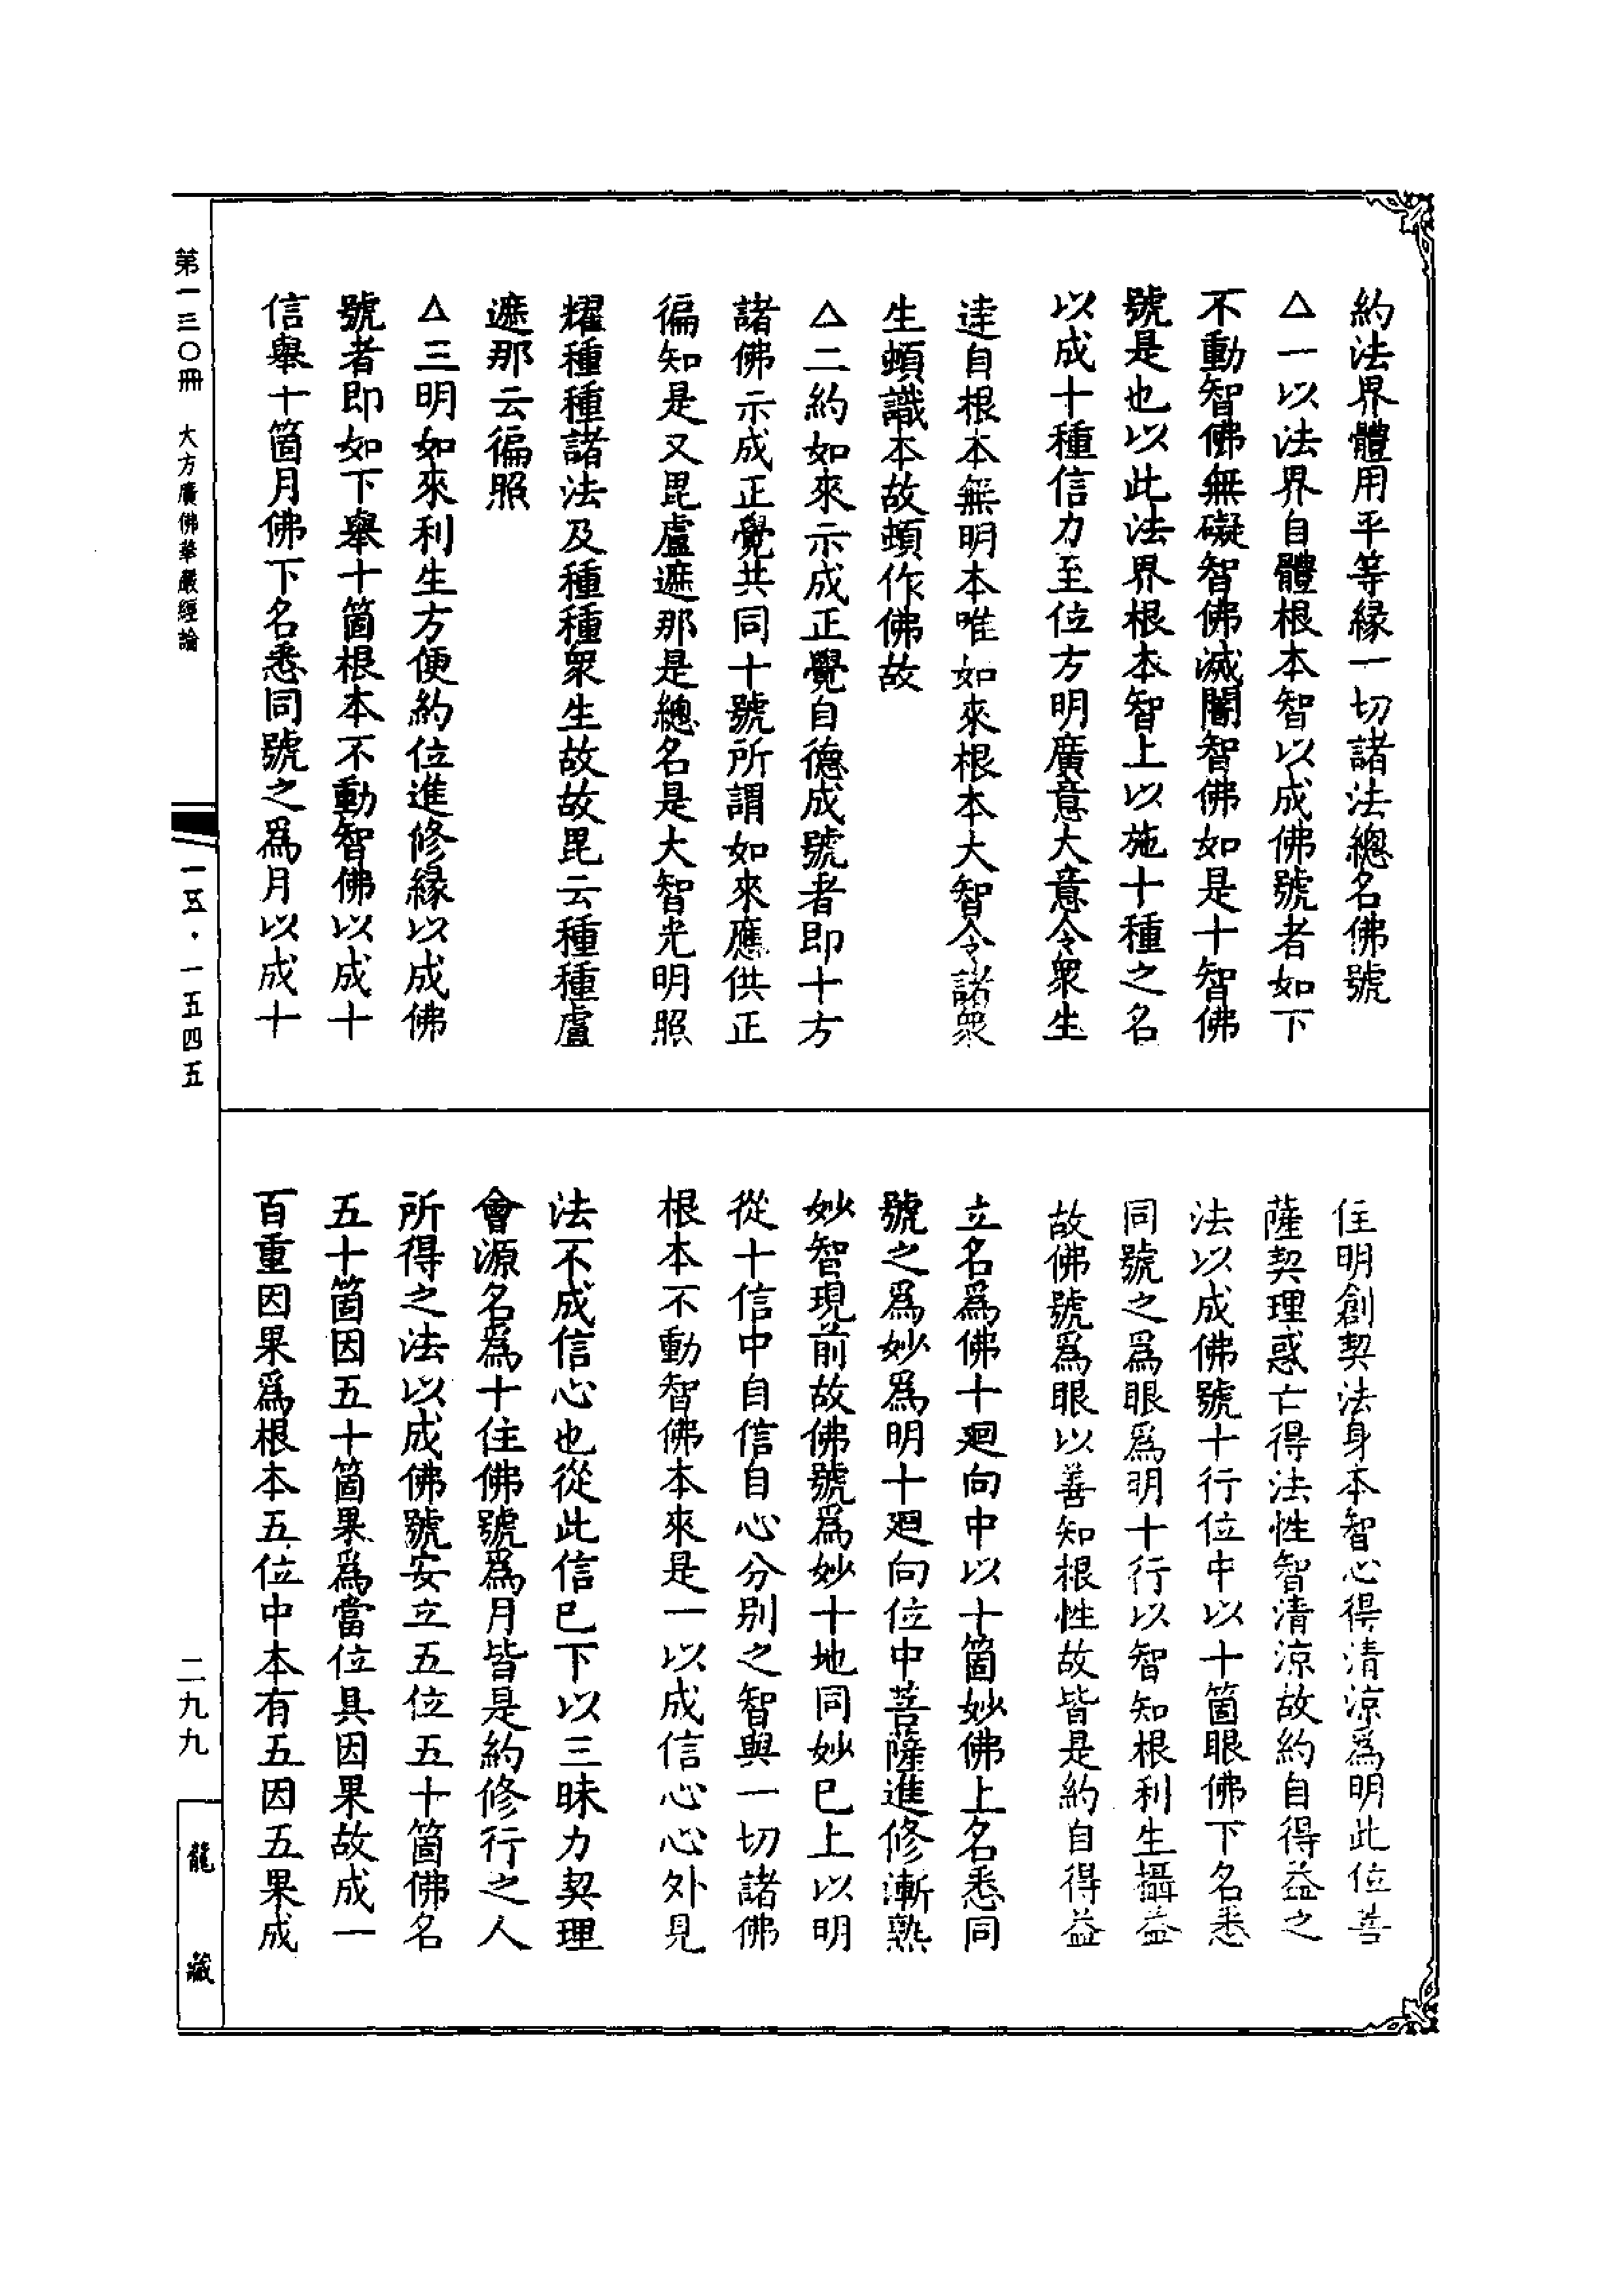 約法界體用平等緣一切諸法總名佛號
△一以法界自體根本智以成佛號者如下
不動智佛無礙智佛滅闇智佛如是十智佛
號是也以此法界根本智上以施十種之名
以成十種信力至位方明廣意大意令衆生
達自根本無明本唯如來根本大智令諸衆
生頓識本故頓作佛故
△二約如來示成正覺自德成號者即十方
諸佛示成正覺共同十號所謂如來應供正
徧知是又毘盧遮那是總名是大智光明照
耀種種諸法及種種衆生故故毘云種種盧
遮那云徧照
△三明如來利生方便約位進修緣以成佛
號者即如下舉十箇根本不動智佛以成十
信舉十箇月佛下名悉同號之爲月以成十
住明創契法身本智心得清涼爲明此位菩
薩契理惑亡得法性智清涼故約自得益之
法以成佛號十行位中以十箇眼佛下名悉
同號之爲眼爲明十行以智知根利生攝益
故佛號爲眼以善知根性故皆是約自得益
立名爲佛十廻向中以十箇妙佛上名悉同
號之爲妙爲明十廻向位中菩薩進修漸熟
妙智現前故佛號爲妙十地同妙已上以明
從十信中自信自心分別之智與一切諸佛
根本不動智佛本來是一以成信心心外見
法不成信心也從此信已下以三昧力契理
會源名爲十住佛號爲月皆是約修行之人
所得之法以成佛號安立五位五十箇佛名
五十箇因五十箇果爲當位具因果故成一
百重因果爲根本五位中本有五因五果成
第一三〇冊 大方廣佛華嚴經論
一五·一五四五
二九九
龍藏